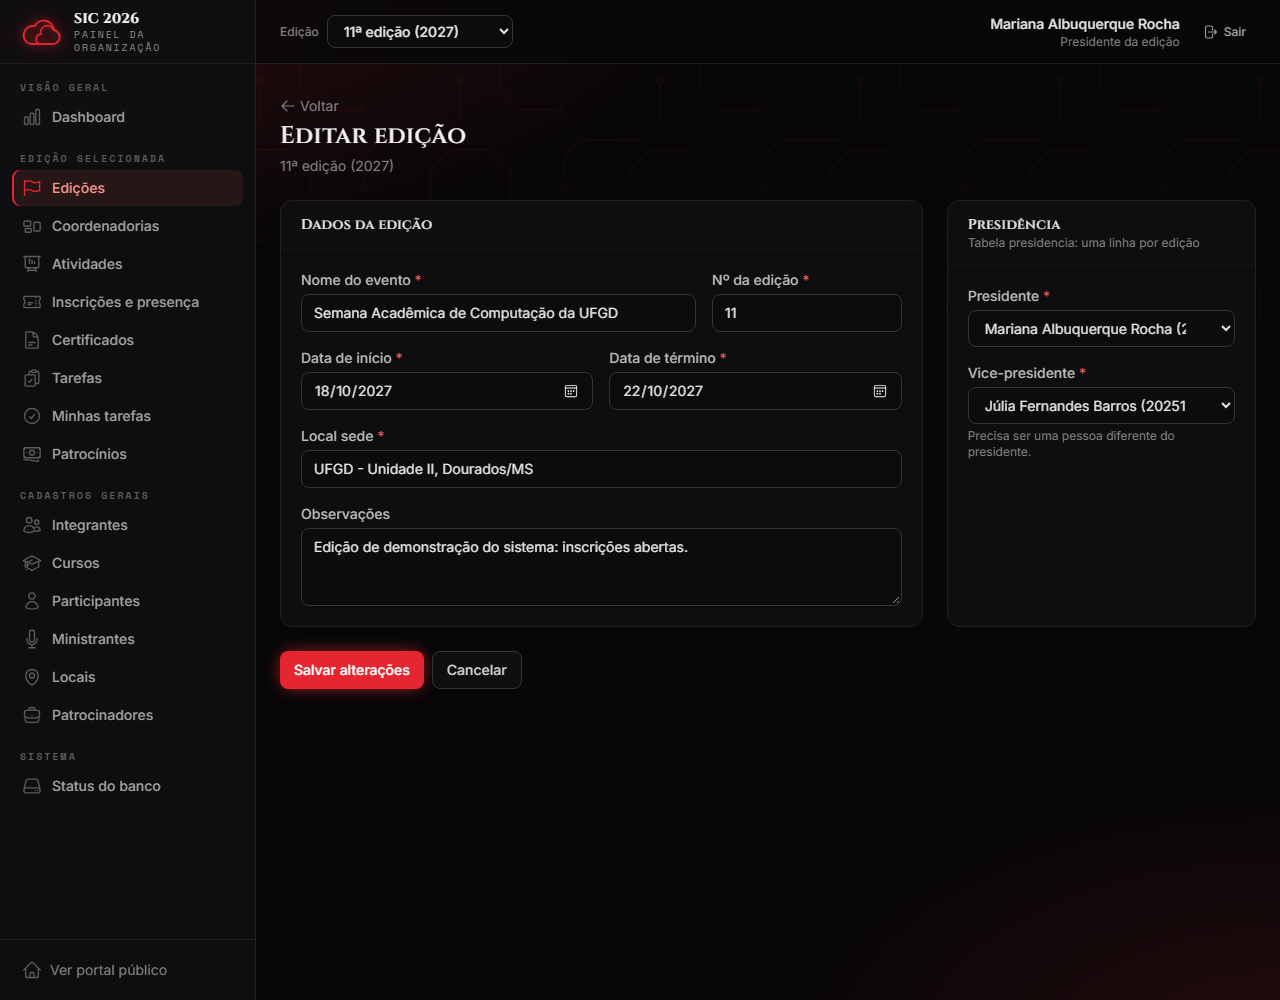 SIC 2026
PAINEL DA
ORGANIZAÇÃO
Edição
11ª edição (2027)
Mariana Albuquerque Rocha
Presidente da edição
Sair
VISÃO GERAL
Dashboard
EDIÇÃO SELECIONADA
Edições
Coordenadorias
Atividades
Inscrições e presença
Certificados
Tarefas
Minhas tarefas
Patrocínios
CADASTROS GERAIS
Integrantes
Cursos
Participantes
Ministrantes
Locais
Patrocinadores
SISTEMA
Status do banco
Ver portal público
Voltar
Editar edição
11ª edição (2027)
Dados da edição
Nome do evento *
Semana Acadêmica de Computação da UFGD
Nº da edição *
11
Data de início *
18/10/2027
Data de término *
22/10/2027
Local sede *
UFGD - Unidade II, Dourados/MS
Observações
Edição de demonstração do sistema: inscrições abertas.
Presidência
Tabela presidencia: uma linha por edição
Presidente *
Mariana Albuquerque Rocha (2
Vice-presidente *
Júlia Fernandes Barros (20251
Precisa ser uma pessoa diferente do
presidente.
Salvar alterações
Cancelar